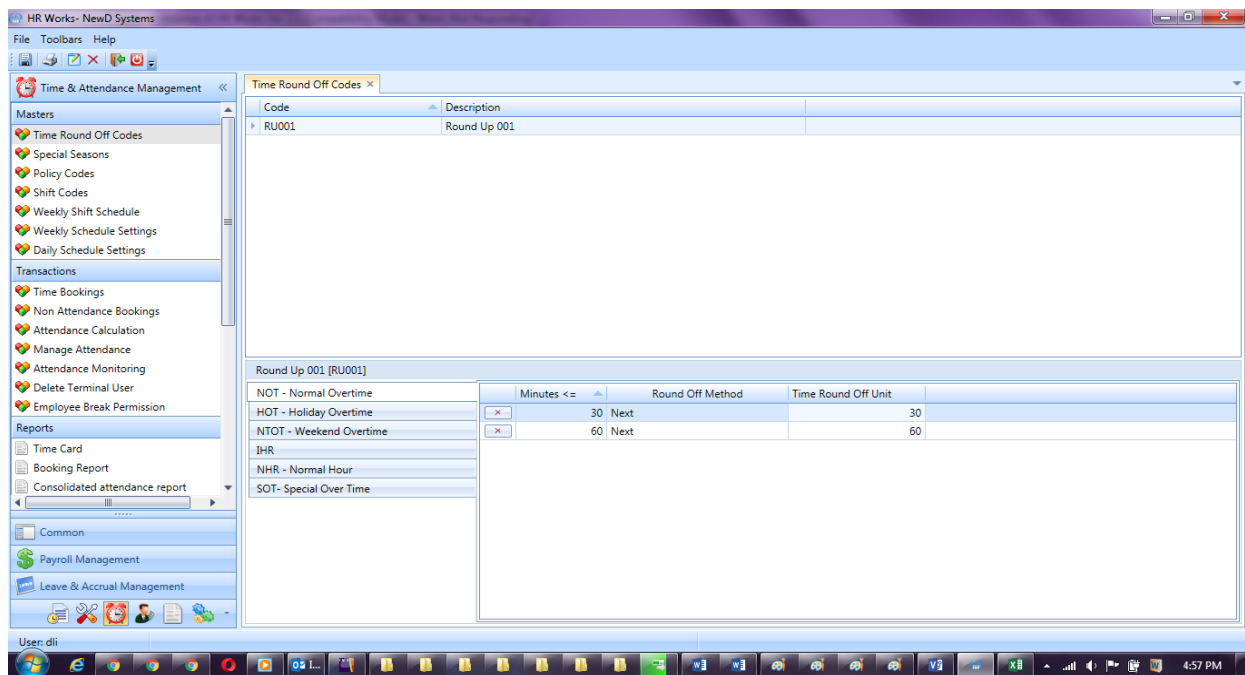 HR Works- NewD Systems
File Toolbars Help
Time & Attendance Management
Masters
Time Round Off Codes
Special Seasons
Policy Codes
Shift Codes
Weekly Shift Schedule
Weekly Schedule Settings
Daily Schedule Settings
Transactions
Time Bookings
Non Attendance Bookings
Attendance Calculation
Manage Attendance
Attendance Monitoring
Delete Terminal User
Employee Break Permission
Reports
Time Card
Booking Report
Consolidated attendance report
Common
Payroll Management
Leave & Accrual Management
Time Round Off Codes
Code Description
RU001 Round Up 001
Round Up 001 [RU001]
NOT - Normal Overtime
HOT - Holiday Overtime
NTOT - Weekend Overtime
IHR
NHR - Normal Hour
SOT- Special Over Time
Minutes <= Round Off Method Time Round Off Unit
30 Next 30
60 Next 60
User: dli
4:57 PM